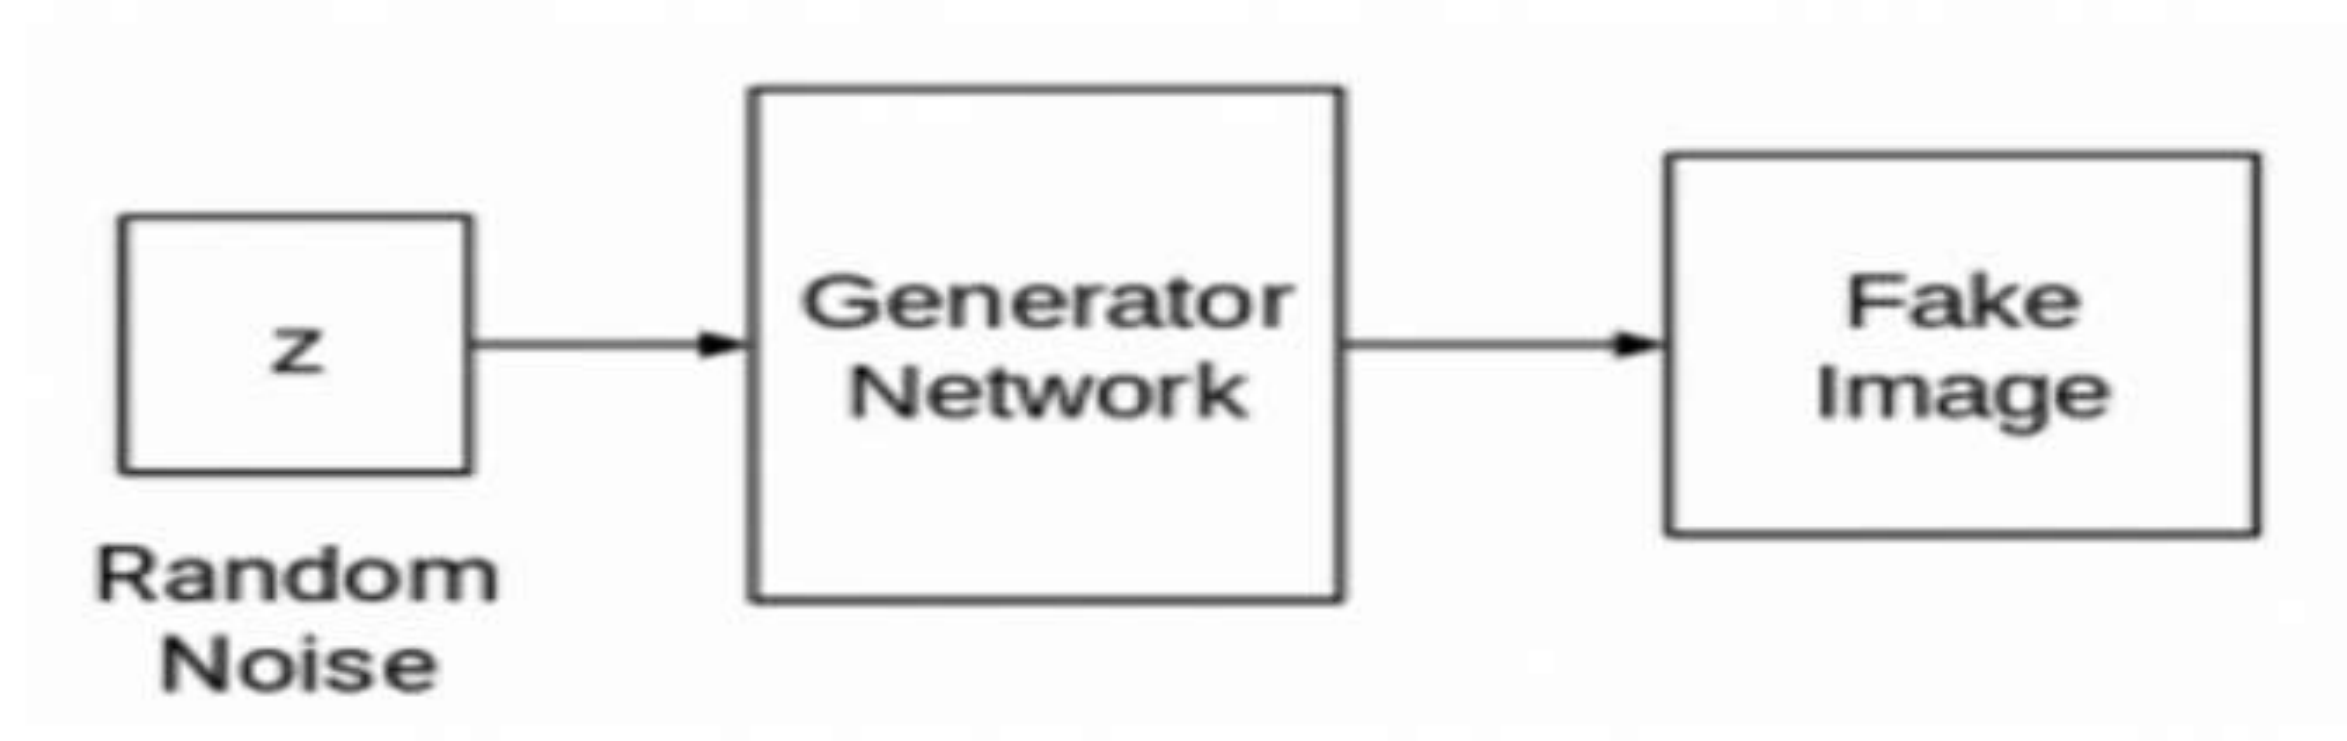 z
Random
Noise
Generator
Network
Fake
Image